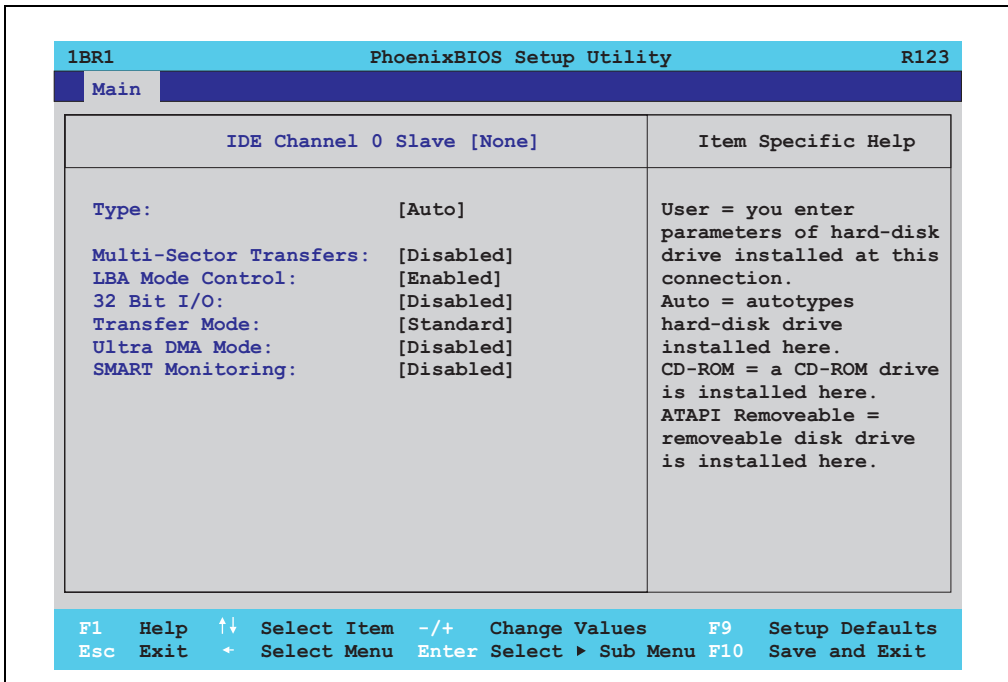 1BR1 PhoenixBIOS Setup Utility R123
Main
IDE Channel 0 Slave [None]
Item Specific Help
Type: [Auto]
Multi-Sector Transfers: [Disabled]
LBA Mode Control: [Enabled]
32 Bit I/O: [Disabled]
Transfer Mode: [Standard]
Ultra DMA Mode: [Disabled]
SMART Monitoring: [Disabled]
User = you enter
parameters of hard-disk
drive installed at this
connection.
Auto = autotypes
hard-disk drive
installed here.
CD-ROM = a CD-ROM drive
is installed here.
ATAPI Removeable =
removeable disk drive
is installed here.
F1 Help ↑↓ Select Item -/+ Change Values F9 Setup Defaults
Esc Exit ← Select Menu Enter Select ▶ Sub Menu F10 Save and Exit